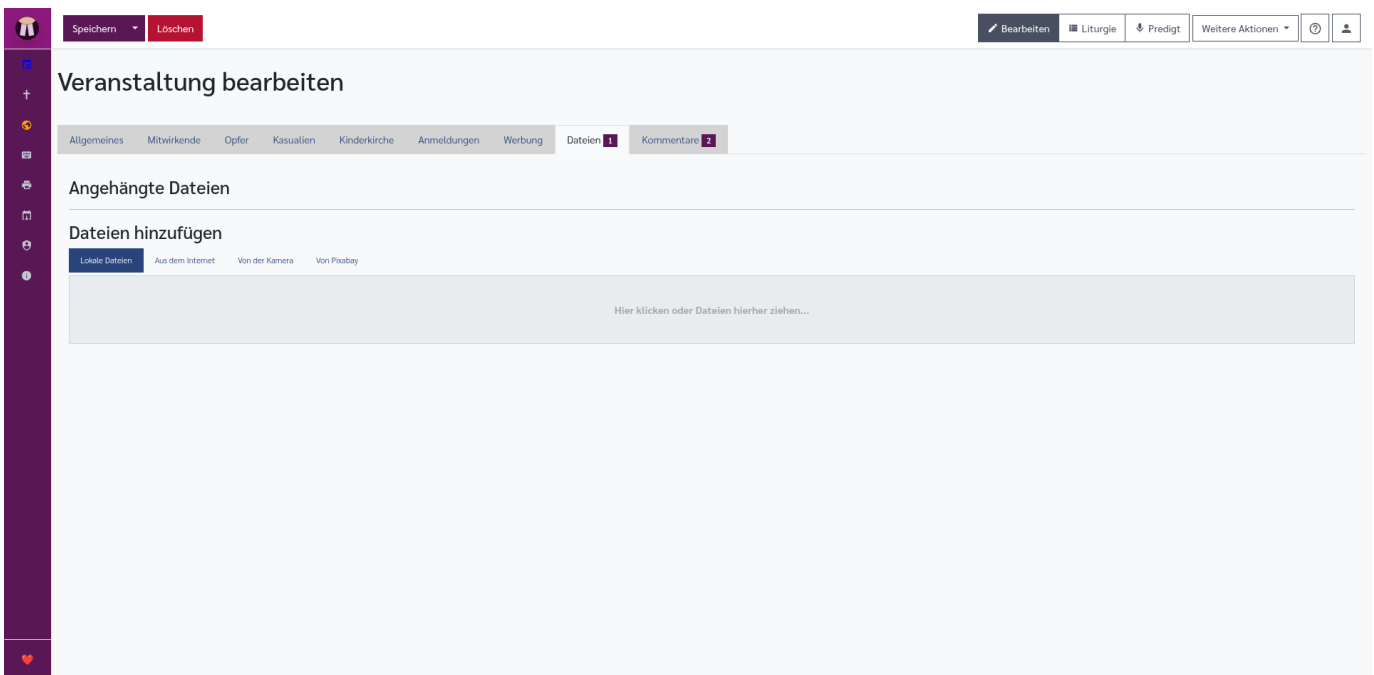 Speichern Löschen Bearbeiten Liturgie Predigt Weitere Aktionen
Veranstaltung bearbeiten
Allgemeines Mitwirkende Opfer Kasualien Kinderkirche Anmeldungen Werbung Dateien 1 Kommentare 2
Angehängte Dateien
Dateien hinzufügen
Lokale Dateien Aus dem Internet Von der Kamera Von Pixabay
Hier klicken oder Dateien hierher ziehen...